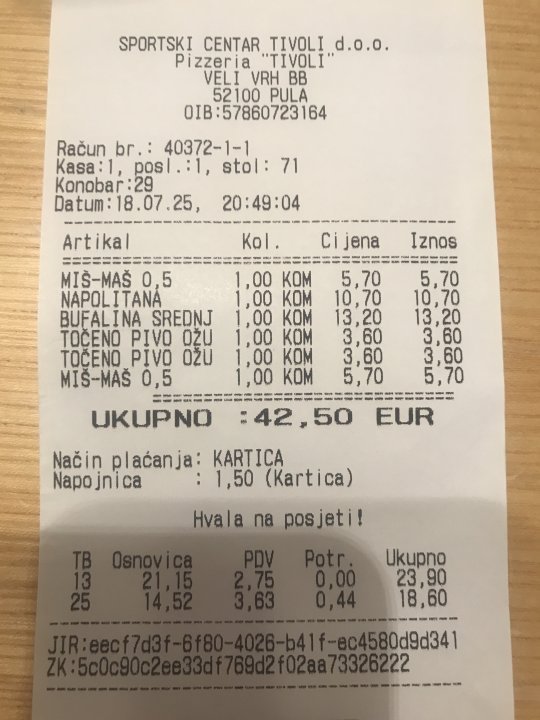 SPORTSKI CENTAR TIVOLI d.o.o.
Pizzeria "TIVOLI"
VELI VRH BB
52100 PULA
OIB:57860723164
Račun br.: 40372-1-1
Kasa:1, posl.:1, stol: 71
Konobar:29
Datum:18.07.25, 20:49:04
Artikal Kol. Cijena Iznos
MIŠ-MAŠ 0,5 1,00 KOM 5,70 5,70
NAPOLITANA 1,00 KOM 10,70 10,70
BUFALINA SREDNJ 1,00 KOM 13,20 13,20
TOČENO PIVO OŽU 1,00 KOM 3,60 3,60
TOČENO PIVO OŽU 1,00 KOM 3,60 3,60
MIŠ-MAŠ 0,5 1,00 KOM 5,70 5,70
UKUPNO :42,50 EUR
Način plaćanja: KARTICA
Napojnica : 1,50 (Kartica)
Hvala na posjeti!
TB Osnovica PDV Potr. Ukupno
13 21,15 2,75 0,00 23,90
25 14,52 3,63 0,44 18,60
JIR:eecf7d3f-6f80-4026-b41f-ec4580d9d341
ZK:5c0c90c2ee33df769d2f02aa73326222